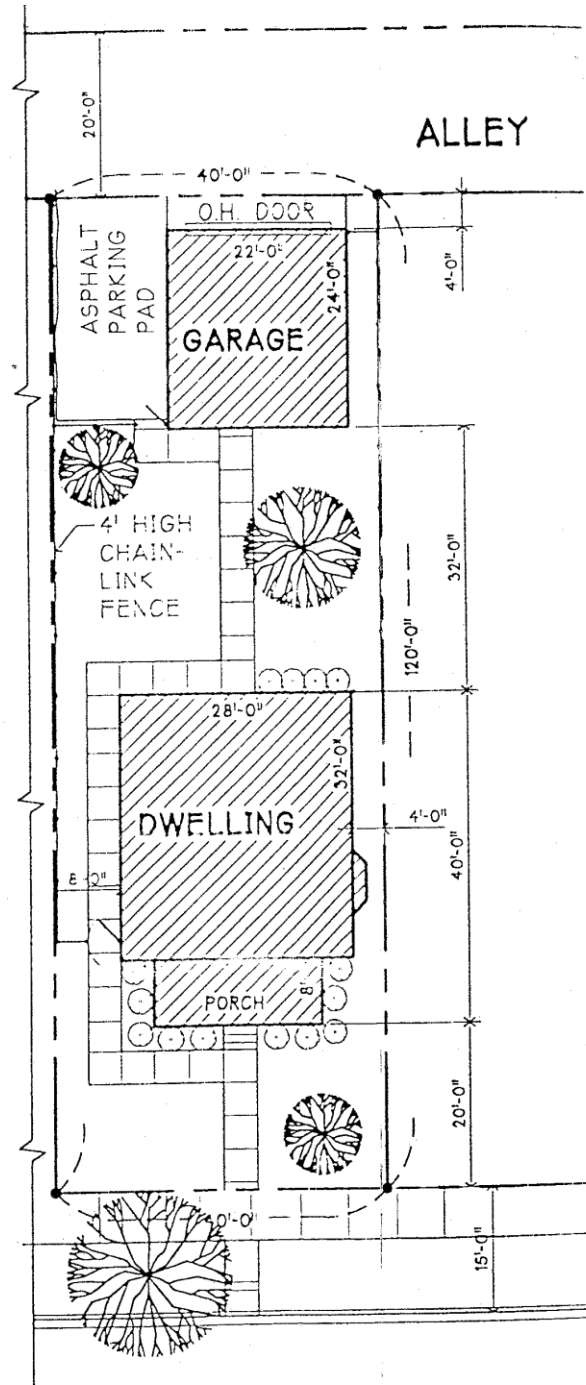 20'-0"
ALLEY
40'-0"
O.H. DOOR
22'-0"
24'-0"
4'-0"
ASPHALT
PARKING
PAD
GARAGE
4' HIGH
CHAIN-
LINK
FENCE
32'-0"
120'-0"
28'-0"
32'-0"
DWELLING
4'-0"
8'-0"
40'-0"
PORCH
8'
20'-0"
0'-0"
15'-0"